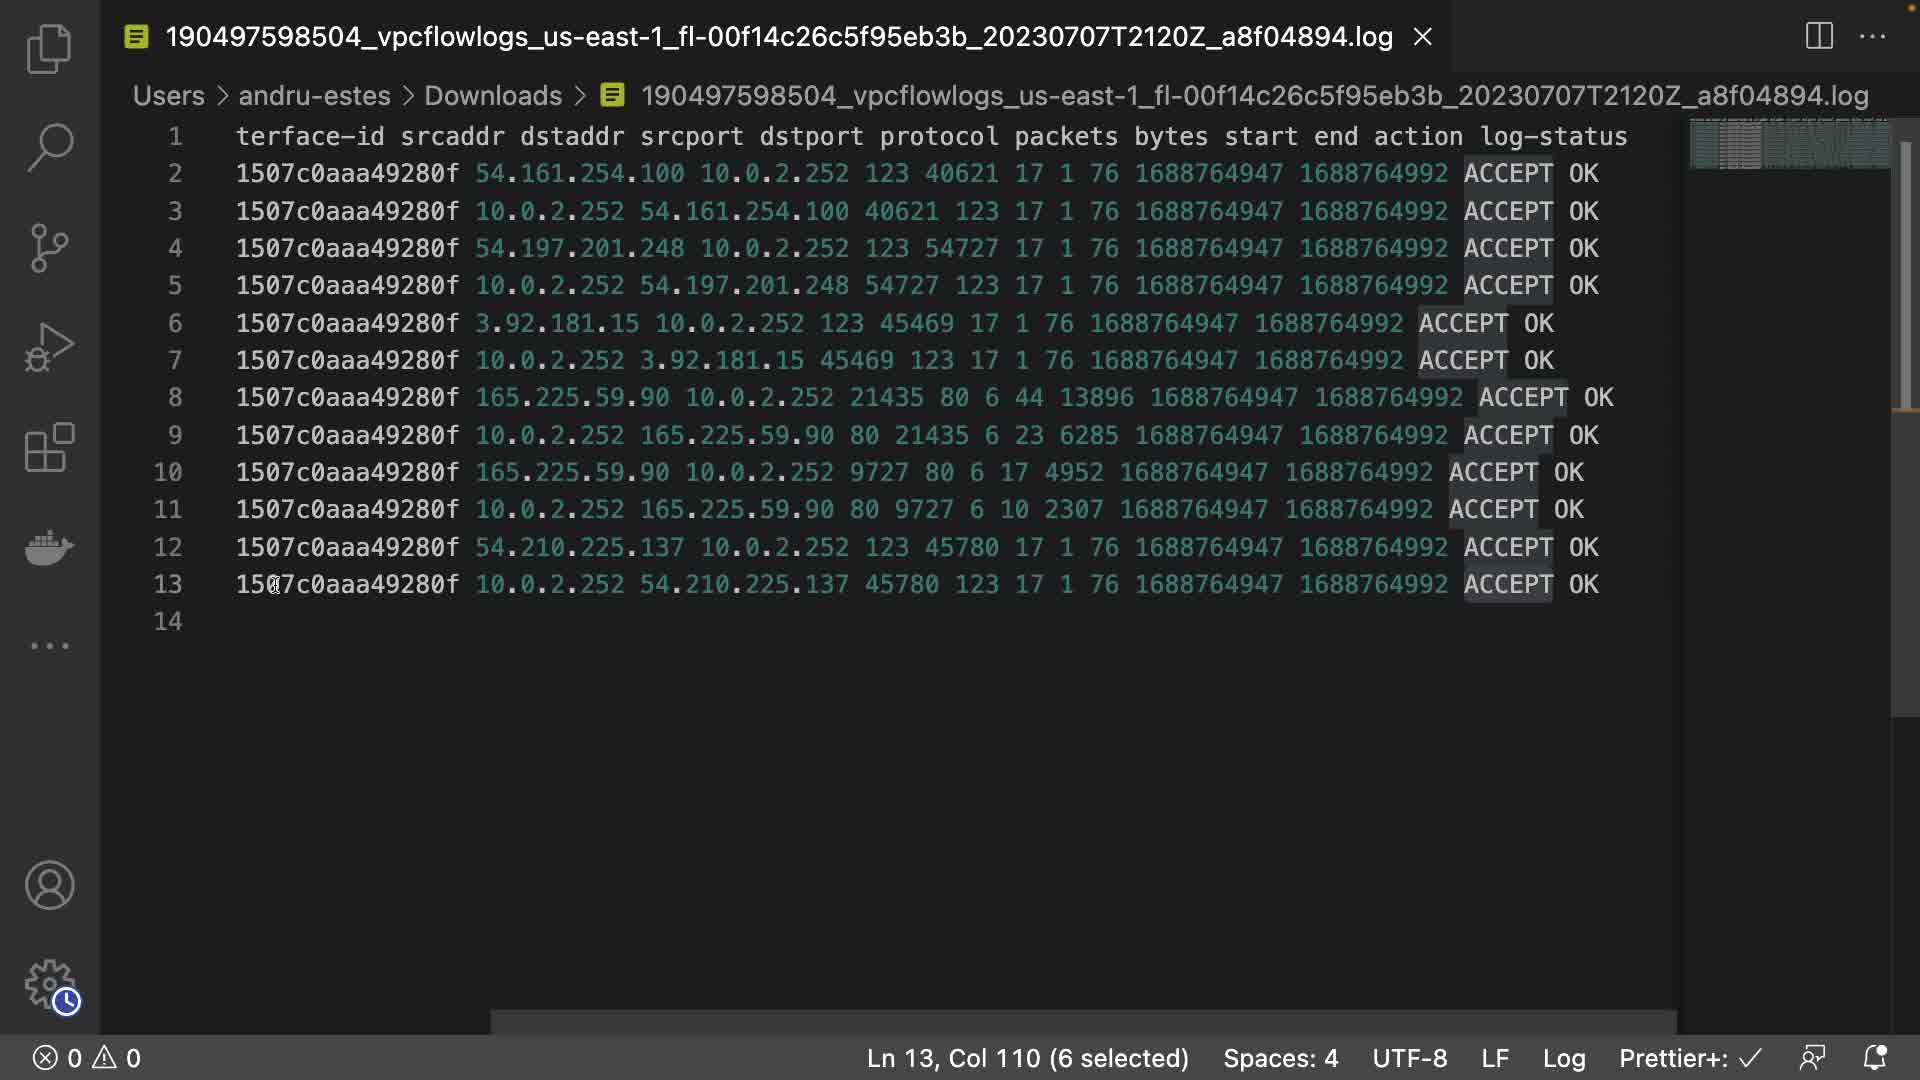 190497598504_vpcflowlogs_us-east-1_fl-00f14c26c5f95eb3b_20230707T2120Z_a8f04894.log
Users > andru-estes > Downloads > 190497598504_vpcflowlogs_us-east-1_fl-00f14c26c5f95eb3b_20230707T2120Z_a8f04894.log
1 terface-id srcaddr dstaddr srcport dstport protocol packets bytes start end action log-status
2 1507c0aaa49280f 54.161.254.100 10.0.2.252 123 40621 17 1 76 1688764947 1688764992 ACCEPT OK
3 1507c0aaa49280f 10.0.2.252 54.161.254.100 40621 123 17 1 76 1688764947 1688764992 ACCEPT OK
4 1507c0aaa49280f 54.197.201.248 10.0.2.252 123 54727 17 1 76 1688764947 1688764992 ACCEPT OK
5 1507c0aaa49280f 10.0.2.252 54.197.201.248 54727 123 17 1 76 1688764947 1688764992 ACCEPT OK
6 1507c0aaa49280f 3.92.181.15 10.0.2.252 123 45469 17 1 76 1688764947 1688764992 ACCEPT OK
7 1507c0aaa49280f 10.0.2.252 3.92.181.15 45469 123 17 1 76 1688764947 1688764992 ACCEPT OK
8 1507c0aaa49280f 165.225.59.90 10.0.2.252 21435 80 6 44 13896 1688764947 1688764992 ACCEPT OK
9 1507c0aaa49280f 10.0.2.252 165.225.59.90 80 21435 6 23 6285 1688764947 1688764992 ACCEPT OK
10 1507c0aaa49280f 165.225.59.90 10.0.2.252 9727 80 6 17 4952 1688764947 1688764992 ACCEPT OK
11 1507c0aaa49280f 10.0.2.252 165.225.59.90 80 9727 6 10 2307 1688764947 1688764992 ACCEPT OK
12 1507c0aaa49280f 54.210.225.137 10.0.2.252 123 45780 17 1 76 1688764947 1688764992 ACCEPT OK
13 1507c0aaa49280f 10.0.2.252 54.210.225.137 45780 123 17 1 76 1688764947 1688764992 ACCEPT OK
14
0 0 Ln 13, Col 110 (6 selected) Spaces: 4 UTF-8 LF Log Prettier+: ✓